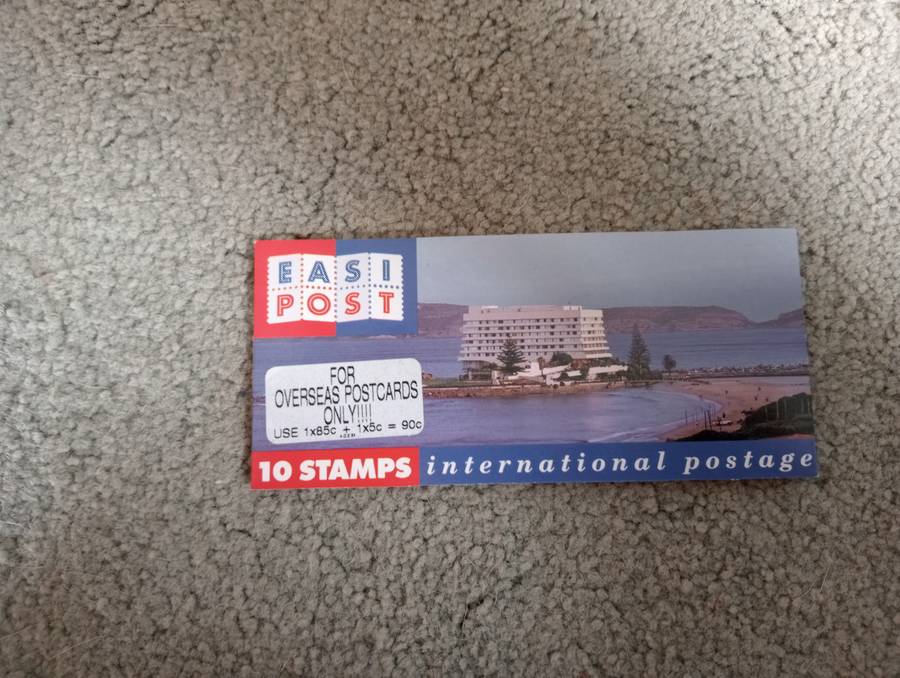 EASI
POST
FOR
OVERSEAS POSTCARDS
ONLY!!!!
USE 1x85c + 1x5c = 90c
10 STAMPS international postage